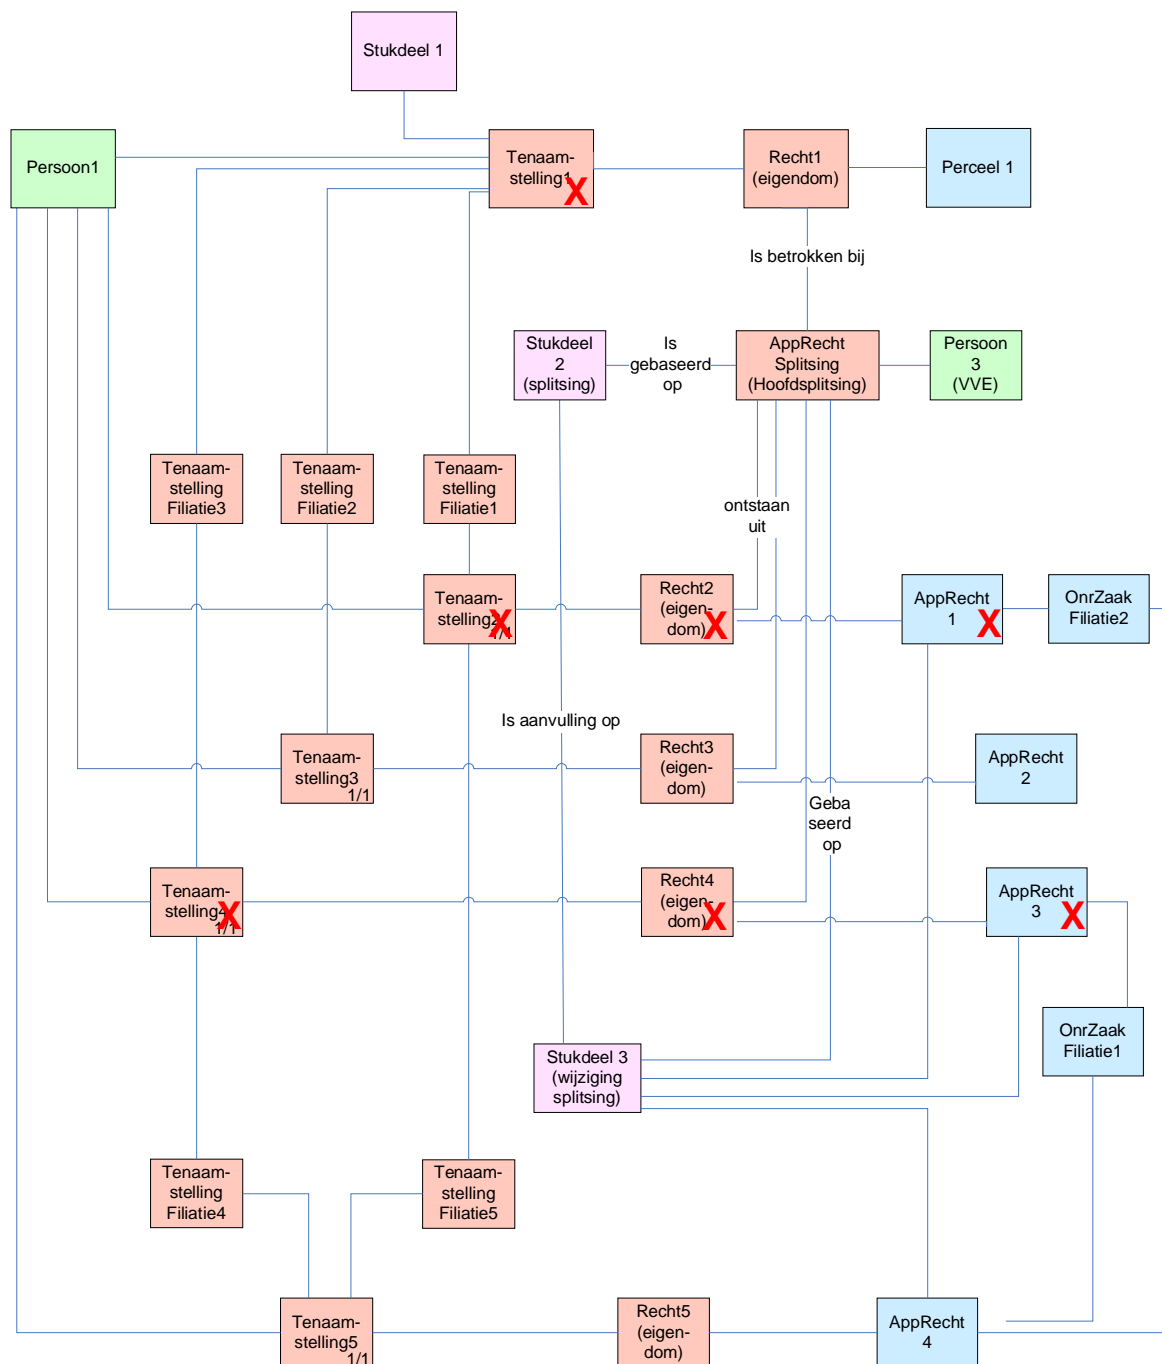 Stukdeel 1
Persoon1
Tenaam-
stelling1
X
Recht1
(eigendom)
Perceel 1
Is betrokken bij
Stukdeel
2
(splitsing)
Is
gebaseerd
op
AppRecht
Splitsing
(Hoofdsplitsing)
Persoon
3
(VVE)
Tenaam-
stelling
Filiatie3
Tenaam-
stelling
Filiatie2
Tenaam-
stelling
Filiatie1
ontstaan
uit
Tenaam-
stelling2
1/1
X
Recht2
(eigen-
dom)
X
AppRecht
1
X
OnrZaak
Filiatie2
Is aanvulling op
Tenaam-
stelling3
1/1
Recht3
(eigen-
dom)
AppRecht
2
Geba
seerd
op
Tenaam-
stelling4
1/1
X
Recht4
(eigen-
dom)
X
AppRecht
3
X
OnrZaak
Filiatie1
Stukdeel 3
(wijziging
splitsing)
Tenaam-
stelling
Filiatie4
Tenaam-
stelling
Filiatie5
Tenaam-
stelling5
1/1
Recht5
(eigen-
dom)
AppRecht
4